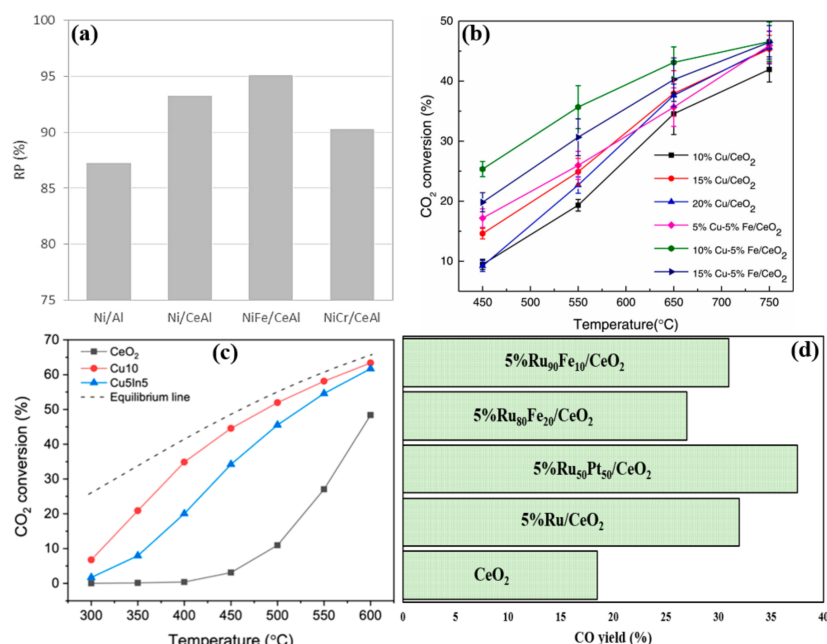 (a)
RP (%)
100
95
90
85
80
75
Ni/Al
Ni/CeAl
NiFe/CeAl
NiCr/CeAl
(b)
CO₂ conversion (%)
50
40
30
20
10
10% Cu/CeO₂
15% Cu/CeO₂
20% Cu/CeO₂
5% Cu-5% Fe/CeO₂
10% Cu-5% Fe/CeO₂
15% Cu-5% Fe/CeO₂
450
500
550
600
650
700
750
Temperature(°C)
(c)
CO₂ conversion (%)
70
60
50
40
30
20
10
0
CeO₂
Cu10
Cu5In5
Equilibrium line
300
350
400
450
500
550
600
Temperature (°C)
(d)
5%Ru₉₀Fe₁₀/CeO₂
5%Ru₈₀Fe₂₀/CeO₂
5%Ru₅₀Pt₅₀/CeO₂
5%Ru/CeO₂
CeO₂
0
5
10
15
20
25
30
35
40
CO yield (%)